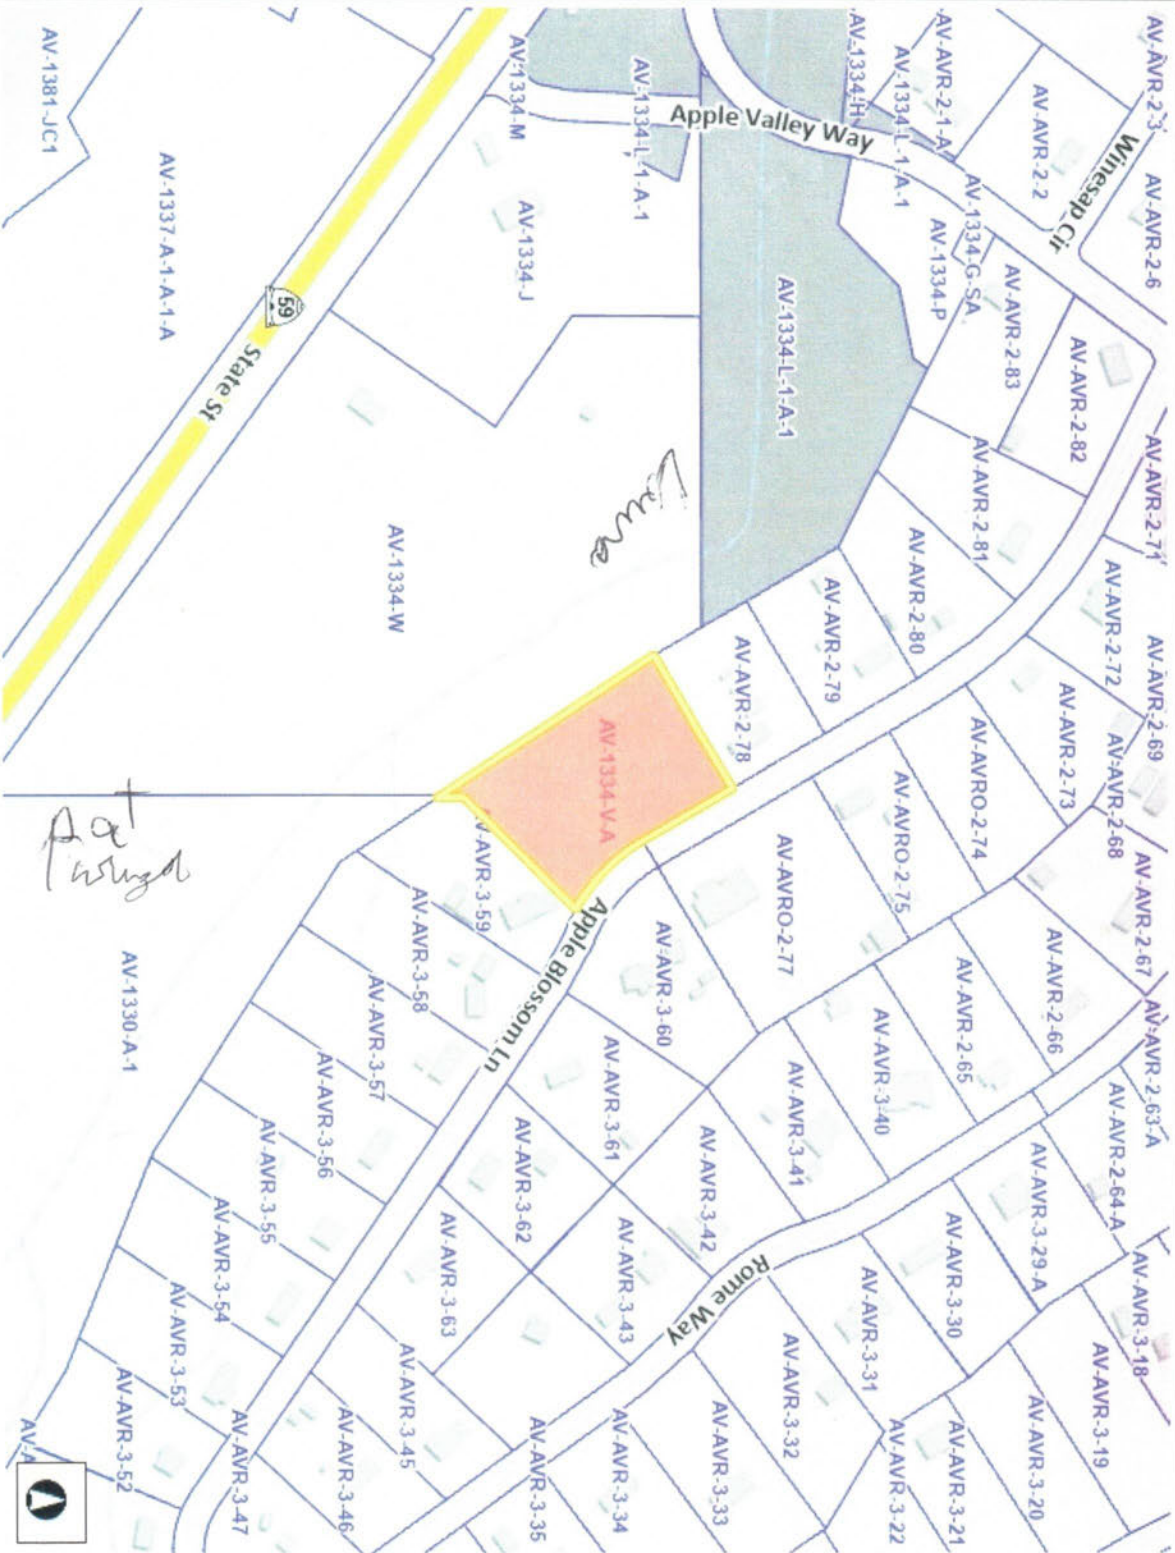 AV-AVR-2-3
AV-AVR-2-6
Winesap Cir
AV-AVR-2-2
AV-AVR-2-1-A
AV-1334-L-1-A-1
AV-1334-H
AV-1334-G-SA
AV-1334-P
Apple Valley Way
AV-1334-L-1-A-1
AV-1334-M
AV-1334-J
AV-1381-JC1
AV-1337-A-1-A-1-A
59
State St
AV-1334-L-1-A-1
AV-AVR-2-83
AV-AVR-2-82
AV-AVR-2-81
AV-AVR-2-80
AV-AVR-2-79
AV-AVR-2-78
AV-AVR-2-71
AV-AVR-2-72
AV-AVR-2-69
AV-AVR-2-73
AV-AVR-2-68
AV-AVRO-2-74
AV-AVRO-2-75
AV-AVRO-2-77
AV-AVR-2-67
AV-AVR-2-66
AV-AVR-2-65
AV-AVR-2-63-A
AV-AVR-2-64-A
AV-1334-W
AV-1334-V-A
AV-1330-A-1
Apple Blossom Ln
V-AVR-3-59
AV-AVR-3-58
AV-AVR-3-57
AV-AVR-3-56
AV-AVR-3-55
AV-AVR-3-54
AV-AVR-3-53
AV-AVR-3-52
AV-A
AV-AVR-3-60
AV-AVR-3-61
AV-AVR-3-62
AV-AVR-3-63
AV-AVR-3-40
AV-AVR-3-41
AV-AVR-3-42
AV-AVR-3-43
Rome Way
AV-AVR-3-45
AV-AVR-3-46
AV-AVR-3-47
AV-AVR-3-29-A
AV-AVR-3-30
AV-AVR-3-31
AV-AVR-3-32
AV-AVR-3-33
AV-AVR-3-34
AV-AVR-3-35
AV-AVR-3-18
AV-AVR-3-19
AV-AVR-3-20
AV-AVR-3-21
AV-AVR-3-22